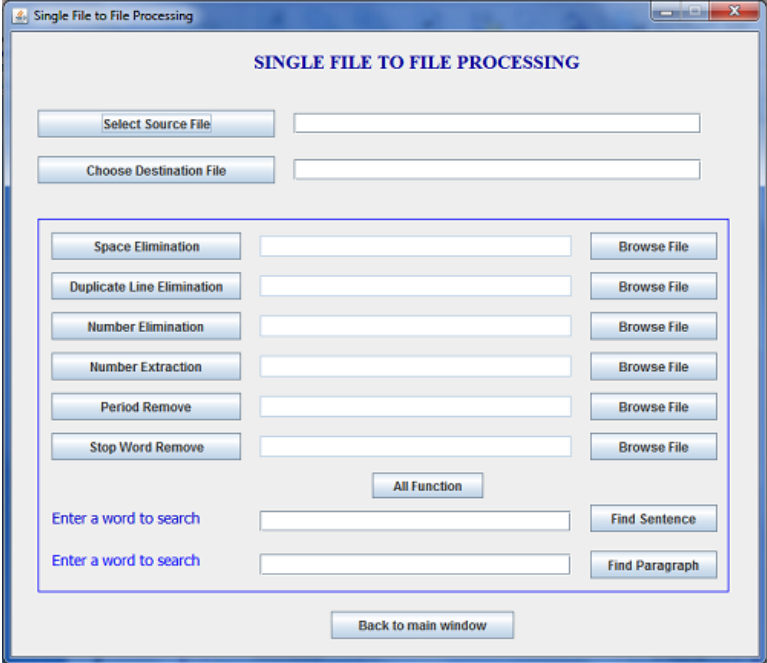 Single File to File Processing
SINGLE FILE TO FILE PROCESSING
Select Source File
Choose Destination File
Space Elimination Browse File
Duplicate Line Elimination Browse File
Number Elimination Browse File
Number Extraction Browse File
Period Remove Browse File
Stop Word Remove Browse File
All Function
Enter a word to search Find Sentence
Enter a word to search Find Paragraph
Back to main window